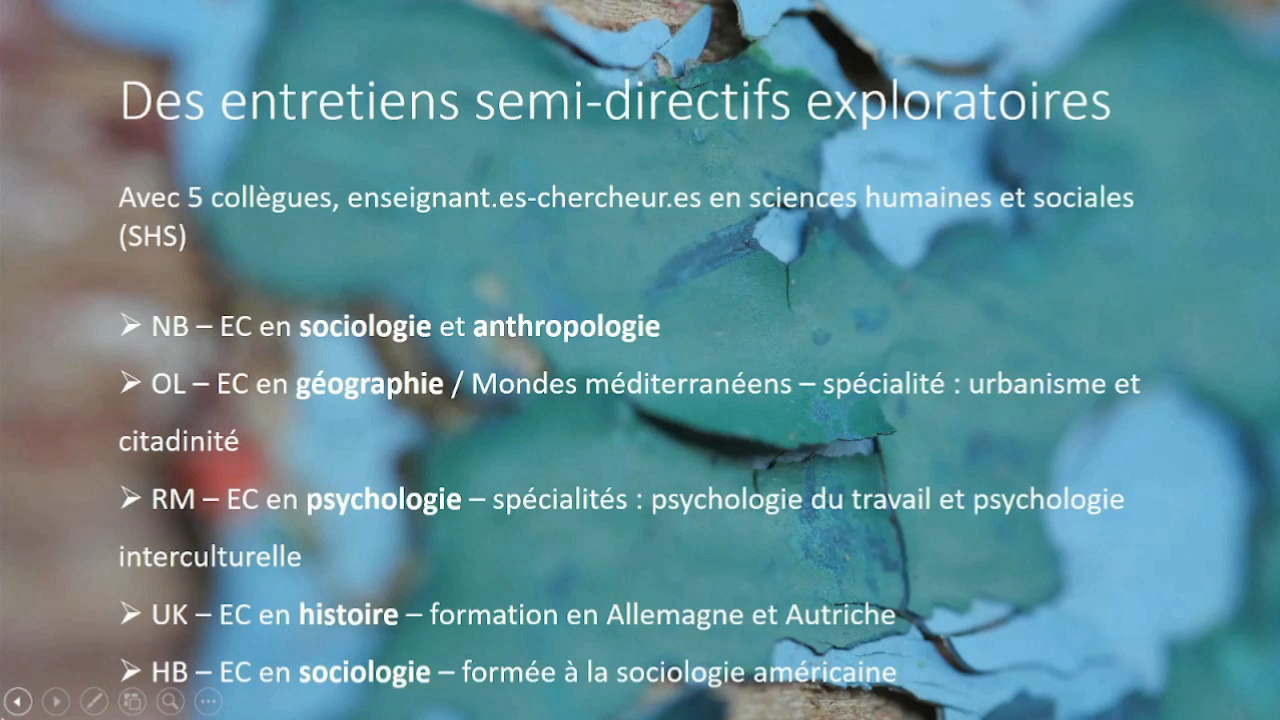 Des entretiens semi-directifs exploratoires
Avec 5 collègues, enseignant.es-chercheur.es en sciences humaines et sociales
(SHS)
➢ NB – EC en sociologie et anthropologie
➢ OL – EC en géographie / Mondes méditerranéens – spécialité : urbanisme et
citadinité
➢ RM – EC en psychologie – spécialités : psychologie du travail et psychologie
interculturelle
➢ UK – EC en histoire – formation en Allemagne et Autriche
➢ HB – EC en sociologie – formée à la sociologie américaine